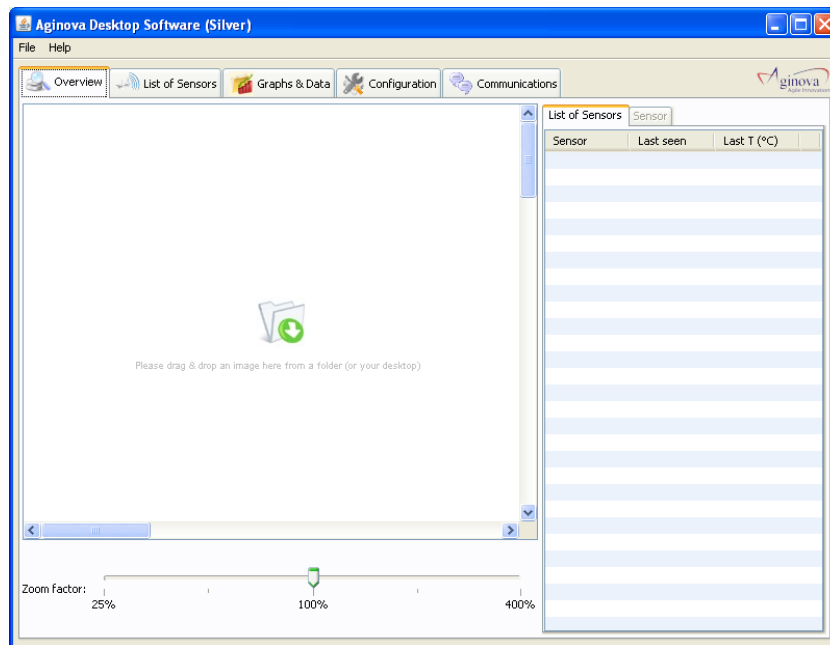 Aginova Desktop Software (Silver)
File Help
Overview List of Sensors Graphs & Data Configuration Communications
Aginova
Agile Innovation
List of Sensors Sensor
Sensor Last seen Last T (°C)
Please drag & drop an image here from a folder (or your desktop)
Zoom factor:
25% 100% 400%